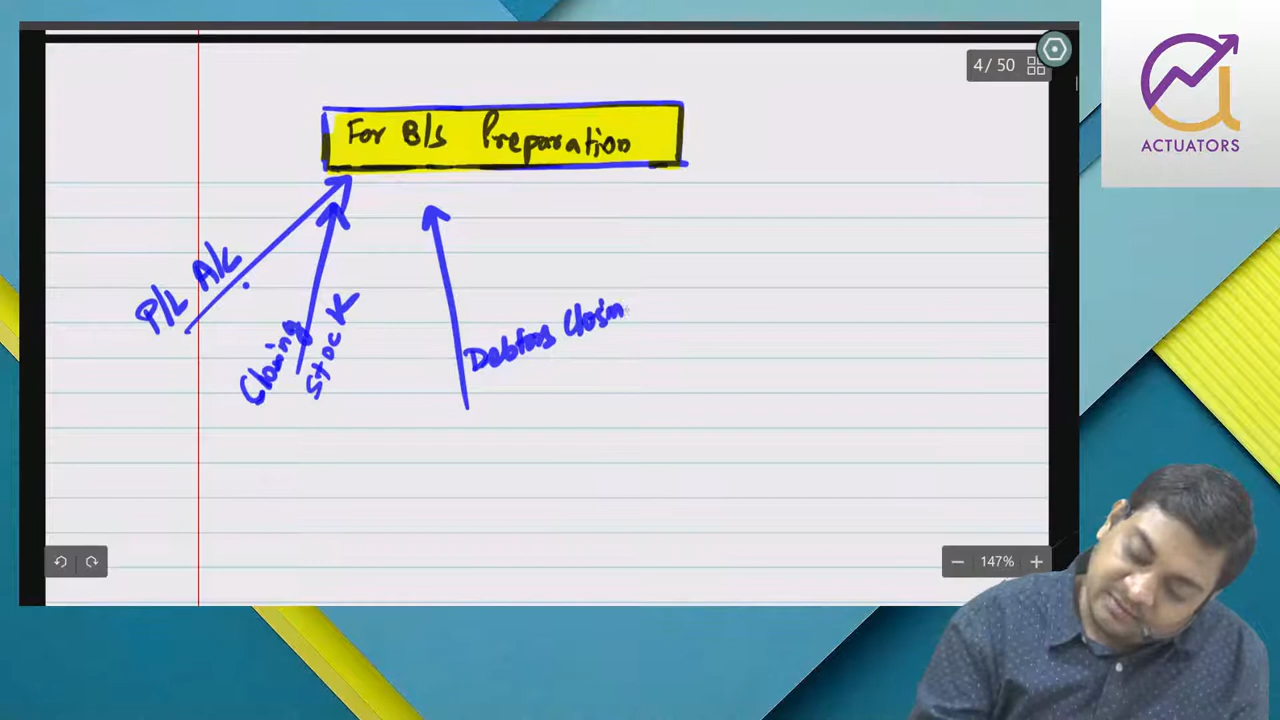 4 / 50
ACTUATORS
For B/s Preparation
P/L A/c
Closing
Stock
Debtors Closin
147%